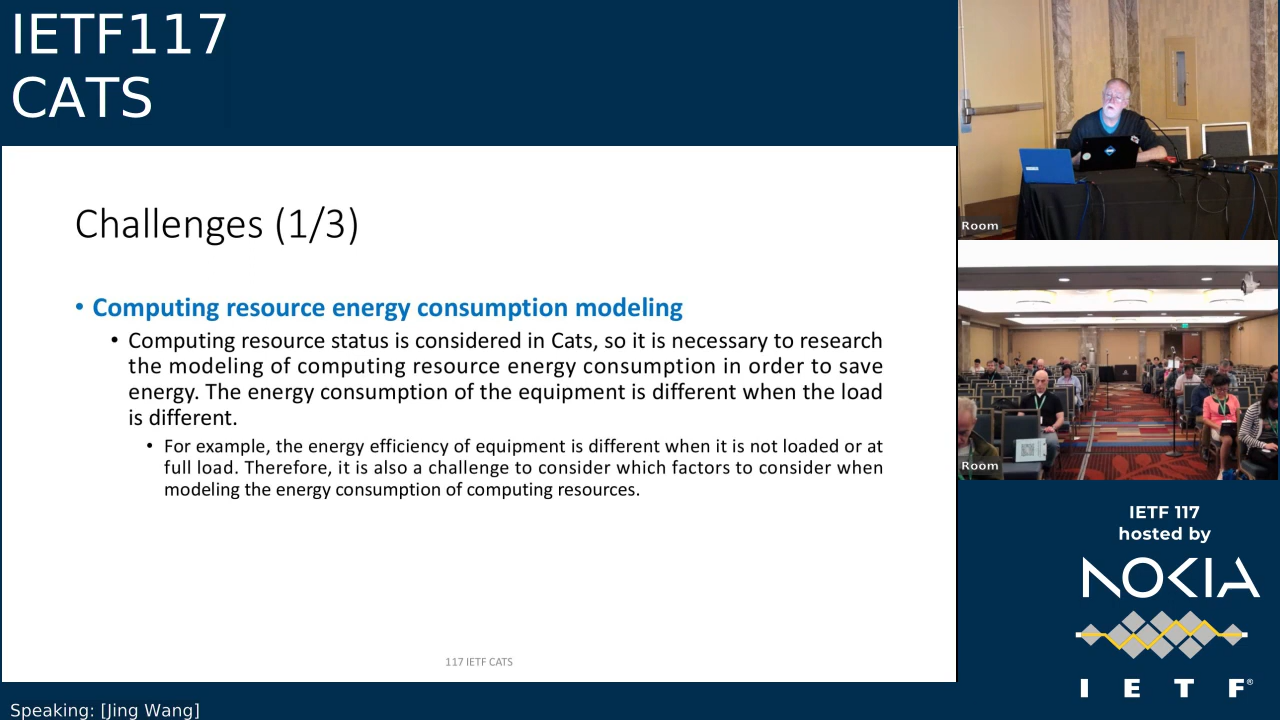 IETF117
CATS
Challenges (1/3)
• Computing resource energy consumption modeling
• Computing resource status is considered in Cats, so it is necessary to research
the modeling of computing resource energy consumption in order to save
energy. The energy consumption of the equipment is different when the load
is different.
• For example, the energy efficiency of equipment is different when it is not loaded or at
full load. Therefore, it is also a challenge to consider which factors to consider when
modeling the energy consumption of computing resources.
117 IETF CATS
Speaking: [Jing Wang]
Room
Room
IETF 117
hosted by
NOKIA
I E T F®